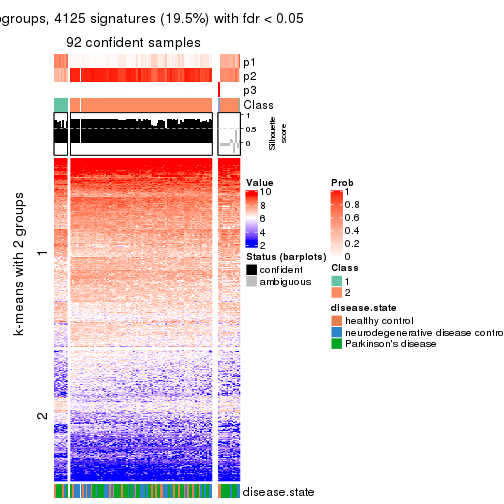 ogroups, 4125 signatures (19.5%) with fdr < 0.05
92 confident samples
p1
p2
p3
Class
1
0.5
0
Silhouette
score
k-means with 2 groups
1
2
Value
10
8
6
4
2
Status (barplots)
confident
ambiguous
Prob
1
0.8
0.6
0.4
0.2
0
Class
1
2
disease.state
healthy control
neurodegenerative disease contro
Parkinson's disease
disease.state